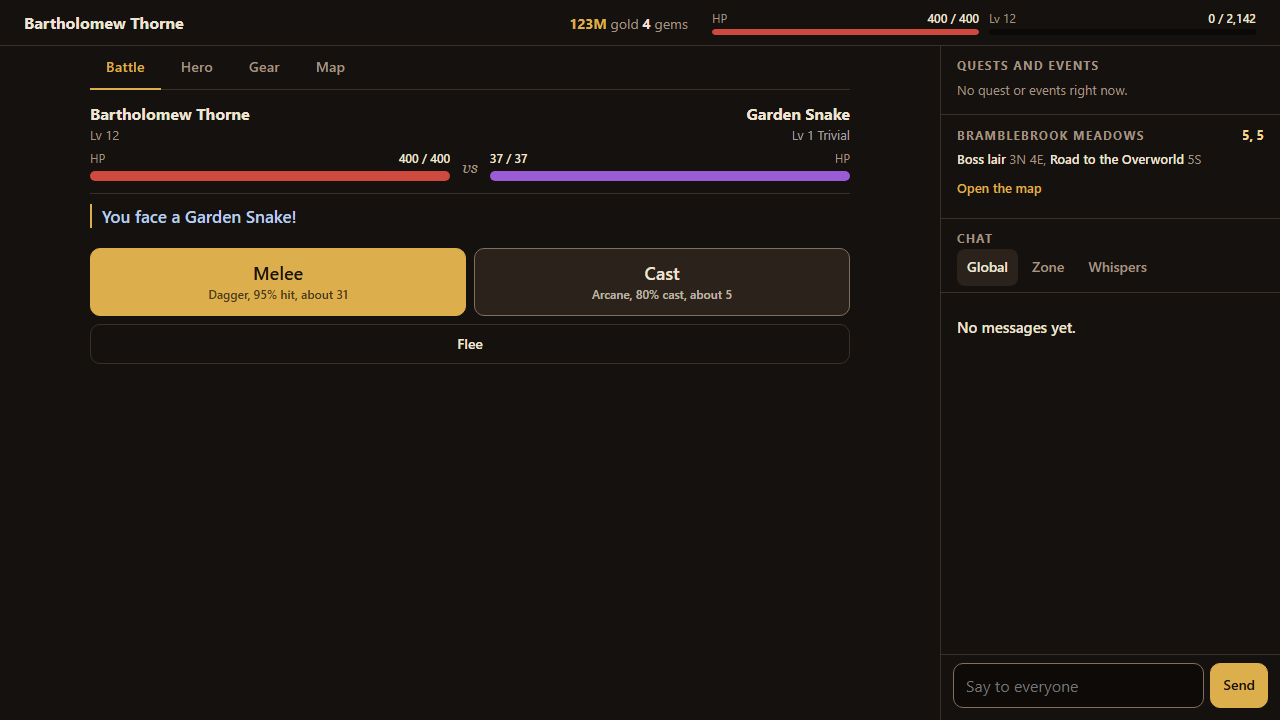 Bartholomew Thorne
123M gold 4 gems
HP 400 / 400
Lv 12 0 / 2,142
Battle Hero Gear Map
Bartholomew Thorne
Lv 12
HP 400 / 400
vs
Garden Snake
Lv 1 Trivial
37 / 37 HP
You face a Garden Snake!
Melee
Dagger, 95% hit, about 31
Cast
Arcane, 80% cast, about 5
Flee
QUESTS AND EVENTS
No quest or events right now.
BRAMBLEBROOK MEADOWS 5, 5
Boss lair 3N 4E, Road to the Overworld 5S
Open the map
CHAT
Global Zone Whispers
No messages yet.
Say to everyone
Send